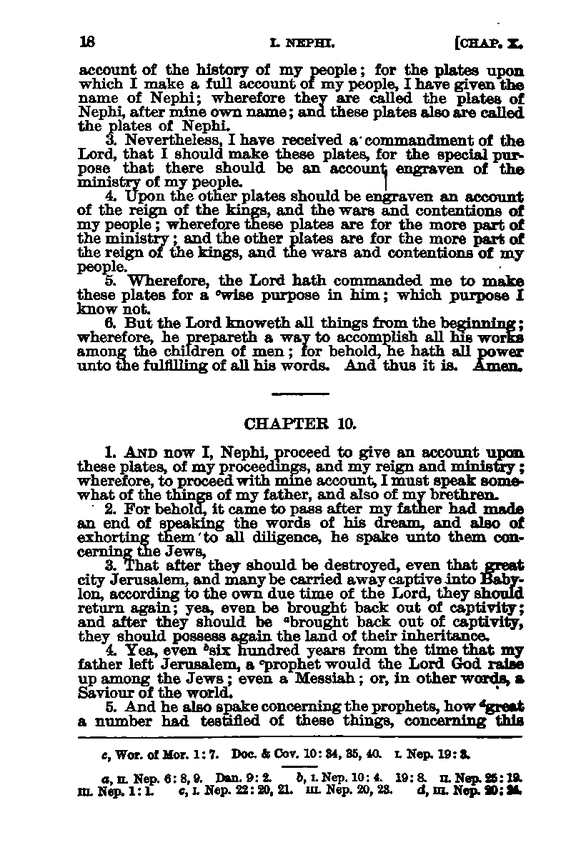 18 I. NEPHI. [CHAP. X.
account of the history of my people; for the plates upon
which I make a full account of my people, I have given the
name of Nephi; wherefore they are called the plates of
Nephi, after mine own name; and these plates also are called
the plates of Nephi.
3. Nevertheless, I have received a commandment of the
Lord, that I should make these plates, for the special pur-
pose that there should be an account engraven of the
ministry of my people.
4. Upon the other plates should be engraven an account
of the reign of the kings, and the wars and contentions of
my people; wherefore these plates are for the more part of
the ministry; and the other plates are for the more part of
the reign of the kings, and the wars and contentions of my
people.
5. Wherefore, the Lord hath commanded me to make
these plates for a ᵉwise purpose in him; which purpose I
know not.
6. But the Lord knoweth all things from the beginning;
wherefore, he prepareth a way to accomplish all his works
among the children of men; for behold, he hath all power
unto the fulfilling of all his words. And thus it is. Amen.
CHAPTER 10.
1. AND now I, Nephi, proceed to give an account upon
these plates, of my proceedings, and my reign and ministry;
wherefore, to proceed with mine account, I must speak some-
what of the things of my father, and also of my brethren.
2. For behold, it came to pass after my father had made
an end of speaking the words of his dream, and also of
exhorting them to all diligence, he spake unto them con-
cerning the Jews,
3. That after they should be destroyed, even that great
city Jerusalem, and many be carried away captive into Baby-
lon, according to the own due time of the Lord, they should
return again; yea, even be brought back out of captivity;
and after they should be ᵃbrought back out of captivity,
they should possess again the land of their inheritance.
4. Yea, even ᵇsix hundred years from the time that my
father left Jerusalem, a ᶜprophet would the Lord God raise
up among the Jews; even a Messiah; or, in other words, a
Saviour of the world.
5. And he also spake concerning the prophets, how ᵈgreat
a number had testified of these things, concerning this
e, Wor. of Mor. 1: 7. Doc. & Cov. 10: 34, 35, 40. I. Nep. 19: 3.
a, II. Nep. 6: 8, 9. Dan. 9: 2. b, I. Nep. 10: 4. 19: 8. II. Nep. 25: 19.
III. Nep. 1: 1. c, I. Nep. 22: 20, 21. III. Nep. 20, 23. d, III. Nep. 20: 24.